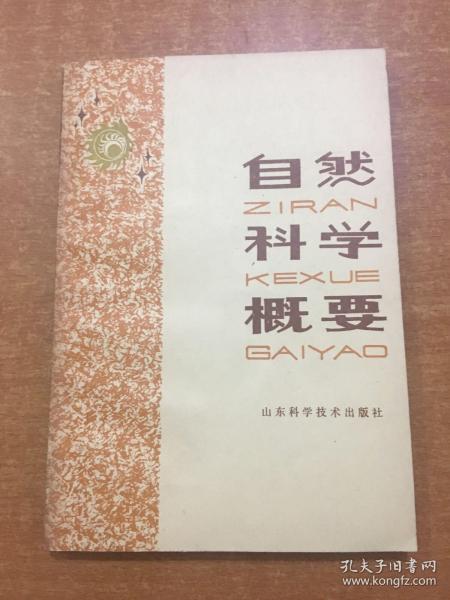 自然
ZIRAN
科学
KEXUE
概要
GAIYAO
山东科学技术出版社
孔夫子旧书网
www.kongfz.com